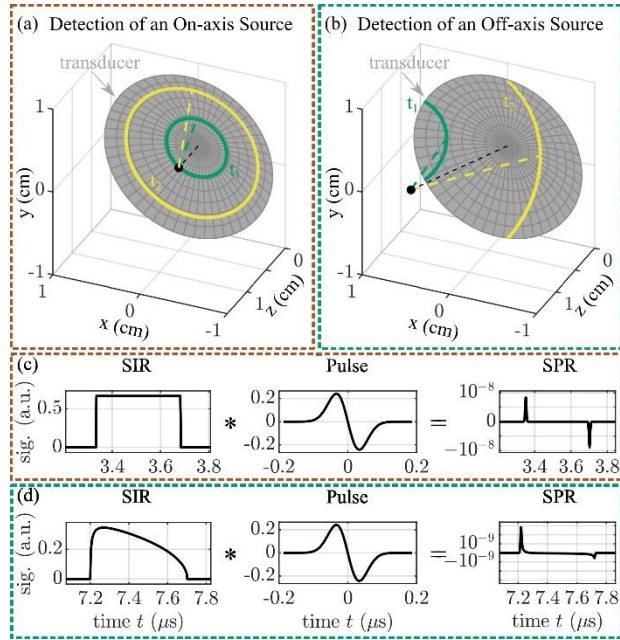 (a) Detection of an On-axis Source
transducer
t₂
t₁
1
0
-1
y (cm)
1
0
-1
x (cm)
0
1
z (cm)
(b) Detection of an Off-axis Source
transducer
t₁
t₂
1
0
-1
y (cm)
1
0
-1
x (cm)
0
1
z (cm)
(c)
SIR
Pulse
SPR
sig. (a.u.)
0.5
0
3.4 3.6 3.8
*
0.2
0
-0.2
-0.2 0 0.2
=
10⁻⁸
0
−10⁻⁸
3.4 3.6 3.8
(d)
SIR
Pulse
SPR
sig. (a.u.)
0.2
0
7.2 7.4 7.6 7.8
time t (μs)
*
0.2
0
-0.2
-0.2 0 0.2
time t (μs)
=
10⁻⁹
−10⁻⁹
7.2 7.4 7.6 7.8
time t (μs)